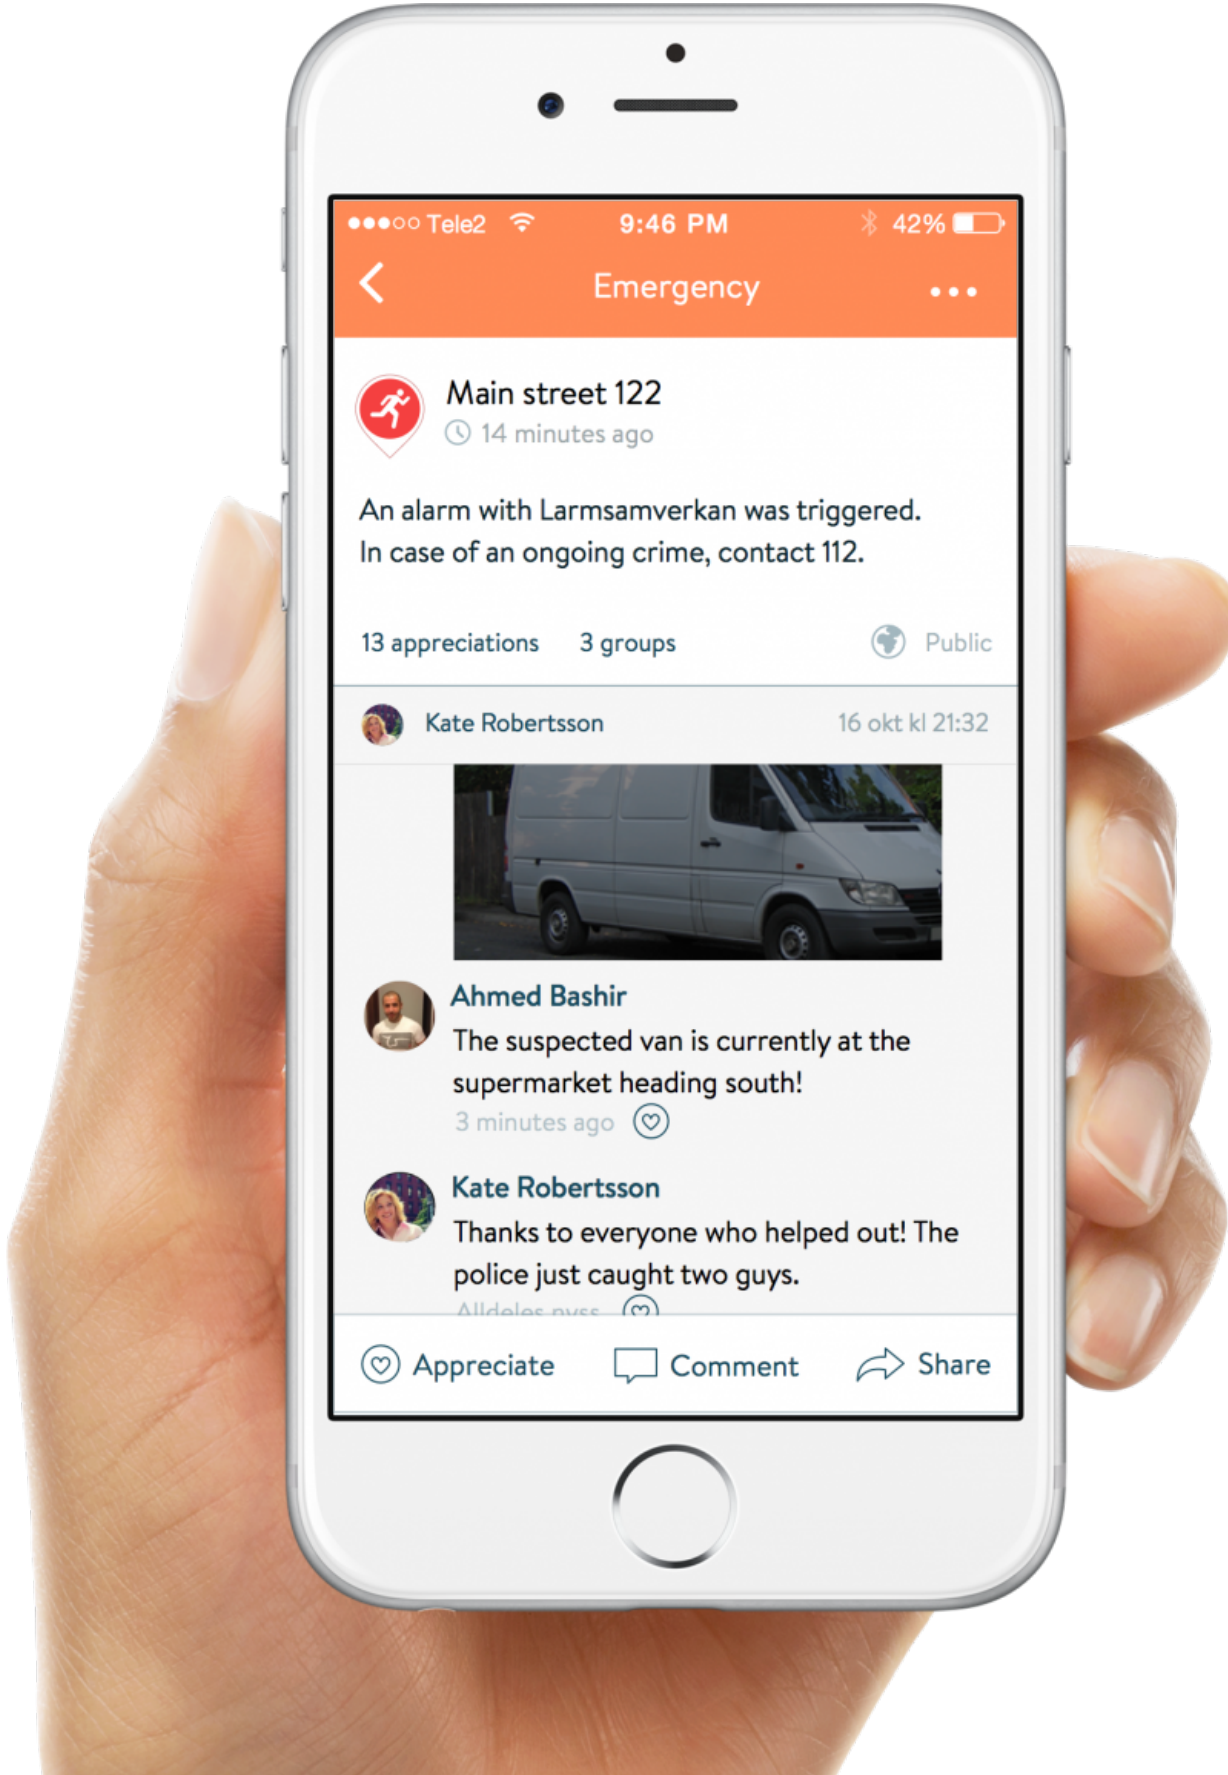 Tele2 9:46 PM 42%
Emergency
Main street 122
14 minutes ago
An alarm with Larmsamverkan was triggered.
In case of an ongoing crime, contact 112.
13 appreciations 3 groups Public
Kate Robertsson 16 okt kl 21:32
Ahmed Bashir
The suspected van is currently at the
supermarket heading south!
3 minutes ago
Kate Robertsson
Thanks to everyone who helped out! The
police just caught two guys.
Alldeles nyss
Appreciate Comment Share